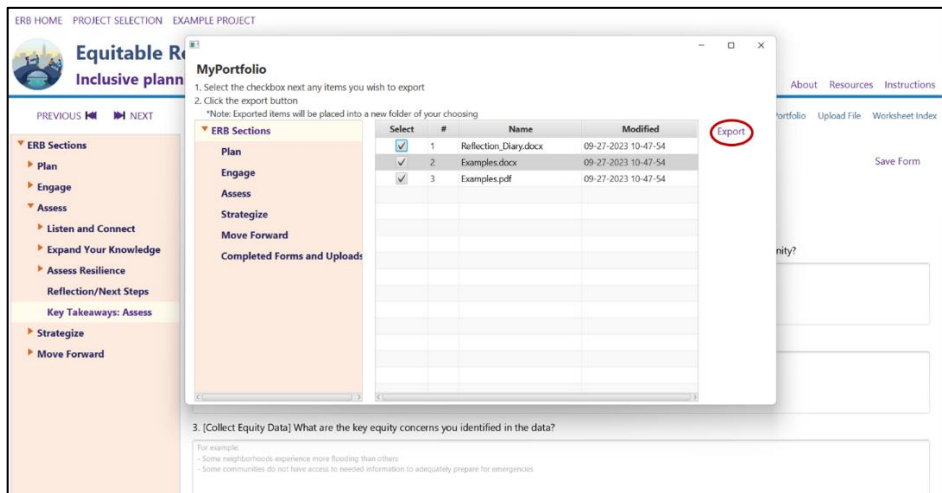 ERB HOME PROJECT SELECTION EXAMPLE PROJECT
Equitable
Inclusive plann
About Resources Instructions
PREVIOUS NEXT
Portfolio Upload File Worksheet Index
ERB Sections
Plan
Engage
Assess
Listen and Connect
Expand Your Knowledge
Assess Resilience
Reflection/Next Steps
Key Takeaways: Assess
Strategize
Move Forward
MyPortfolio
1. Select the checkbox next any items you wish to export
2. Click the export button
*Note: Exported items will be placed into a new folder of your choosing
ERB Sections
Plan
Engage
Assess
Strategize
Move Forward
Completed Forms and Uploads
Select # Name Modified
1 Reflection_Diary.docx 09-27-2023 10-47-54
2 Examples.docx 09-27-2023 10-47-54
3 Examples.pdf 09-27-2023 10-47-54
Export
Save Form
nity?
3. [Collect Equity Data] What are the key equity concerns you identified in the data?
For example:
- Some neighborhoods experience more flooding than others
- Some communities do not have access to needed information to adequately prepare for emergencies